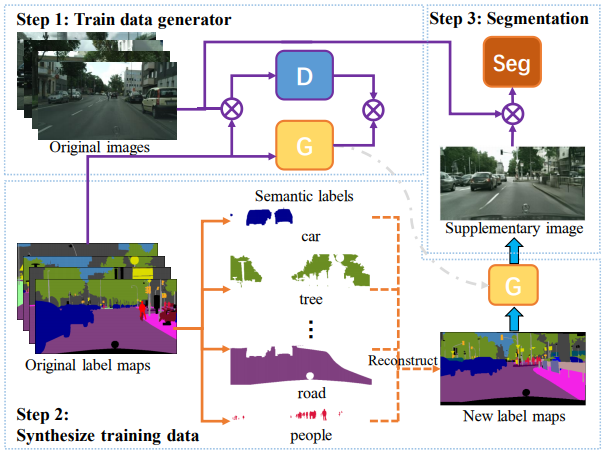 Step 1: Train data generator
Step 3: Segmentation
D
Seg
G
Original images
Semantic labels
Supplementary image
car
tree
G
Original label maps
Reconstruct
road
New label maps
Step 2:
Synthesize training data
people